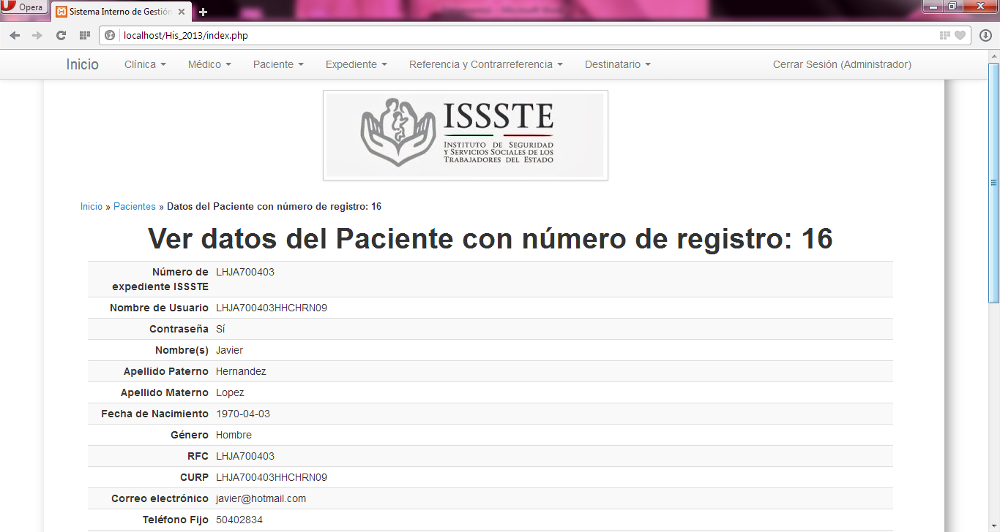 Opera
Sistema Interno de Gestión
localhost/His_2013/index.php
Inicio Clínica Médico Paciente Expediente Referencia y Contrarreferencia Destinatario Cerrar Sesión (Administrador)
ISSSTE
INSTITUTO DE SEGURIDAD
Y SERVICIOS SOCIALES DE LOS
TRABAJADORES DEL ESTADO
Inicio » Pacientes » Datos del Paciente con número de registro: 16
Ver datos del Paciente con número de registro: 16
Número de expediente ISSSTE LHJA700403
Nombre de Usuario LHJA700403HHCHRN09
Contraseña Sí
Nombre(s) Javier
Apellido Paterno Hernandez
Apellido Materno Lopez
Fecha de Nacimiento 1970-04-03
Género Hombre
RFC LHJA700403
CURP LHJA700403HHCHRN09
Correo electrónico javier@hotmail.com
Teléfono Fijo 50402834